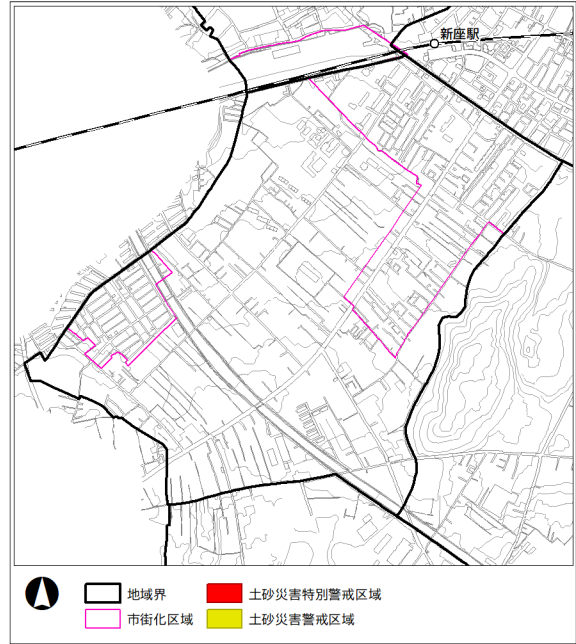 新座駅
地域界
土砂災害特別警戒区域
市街化区域
土砂災害警戒区域